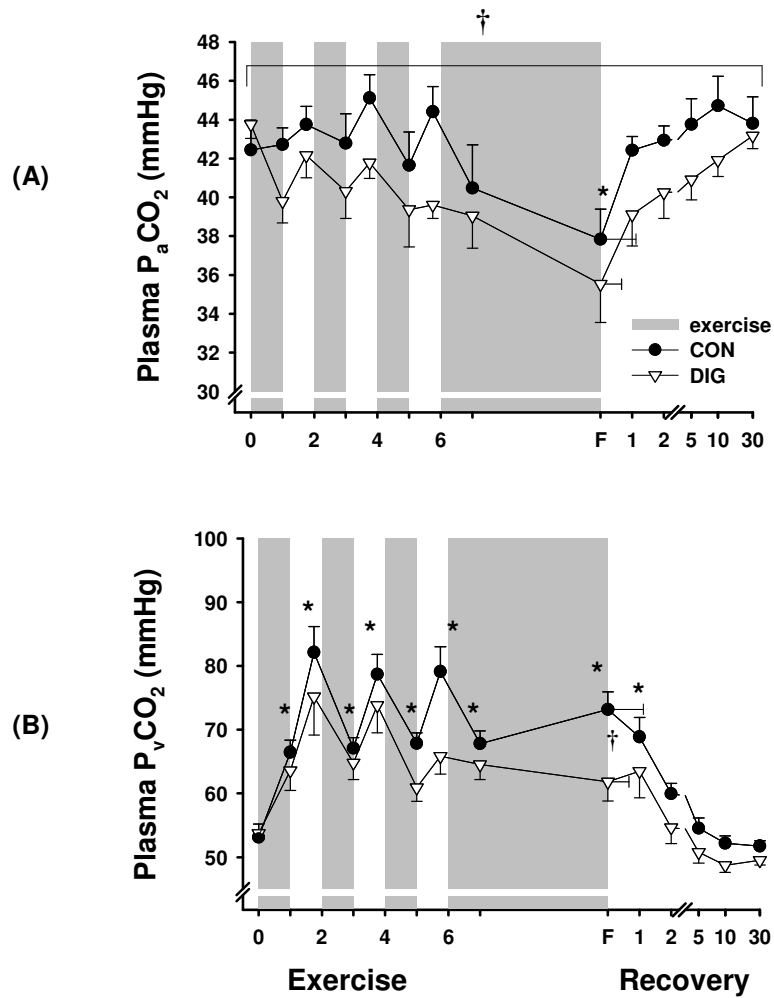 †
(A)
Plasma PaCO2 (mmHg)
48
46
44
42
40
38
36
34
32
30
*
exercise
CON
DIG
0 2 4 6 F 1 2 5 10 30
(B)
Plasma PvCO2 (mmHg)
100
90
80
70
60
50
* * * * * * * * *
†
0 2 4 6 F 1 2 5 10 30
Exercise Recovery